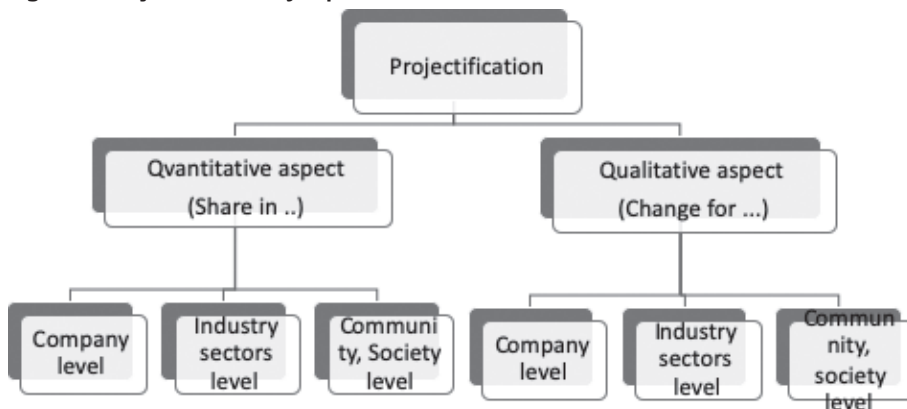 Projectification
Qvantitative aspect
(Share in ..)
Qualitative aspect
(Change for ...)
Company
level
Industry
sectors
level
Communi
ty, Society
level
Company
level
Industry
sectors
level
Commun
nity,
society
level